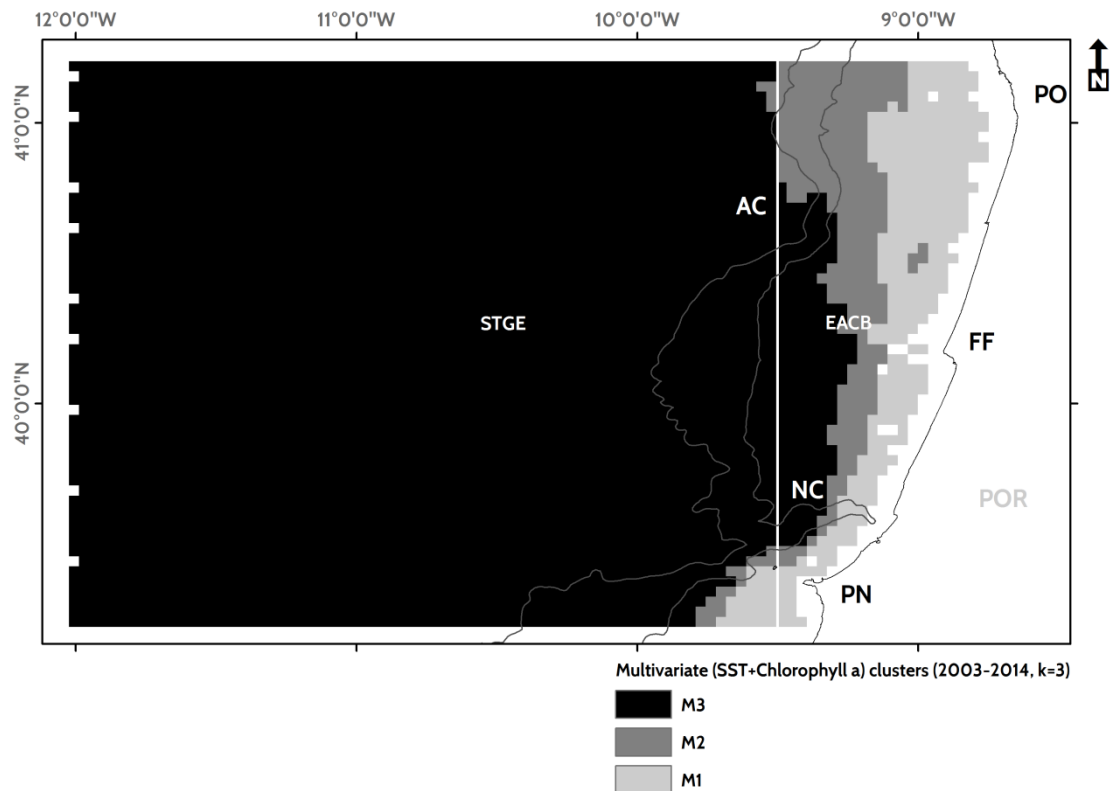 12°0'0"W 11°0'0"W 10°0'0"W 9°0'0"W
N
PO
41°0'0"N
AC
STGE
EACB
FF
40°0'0"N
NC
POR
PN
Multivariate (SST+Chlorophyll a) clusters (2003-2014, k=3)
M3
M2
M1